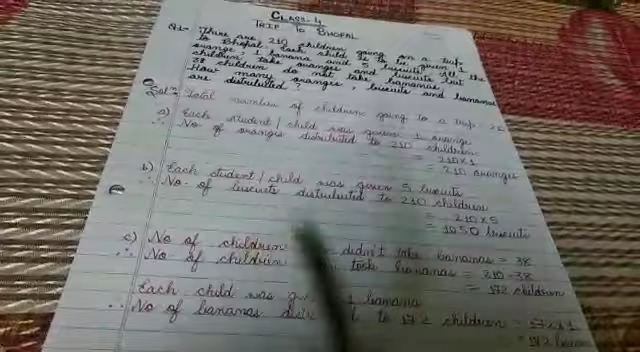 CLASS-4
TRIP TO BHOPAL
Q1- There are 210 children going on a trip
to Bhopal. Each child is to be given 1
orange, 1 banana and 5 biscuits. All the
children take oranges and biscuits but
38 children do not take bananas.
How many oranges, biscuits and bananas
are distributed?
Soln Total number of children going to a trip
a) Each student/child was given 1 orange
∴ No of oranges distributed to 210 children
= 210×1
= 210 oranges
b) Each student/child was given 5 biscuits
∴ No. of biscuits distributed to 210 children
= 210×5
= 1050 biscuits
c) No of children didn't take bananas = 38
∴ No. of children took bananas = 210-38
= 172 children
Each child was 1 banana
∴ No of bananas to 172 children = 172×1
= 172